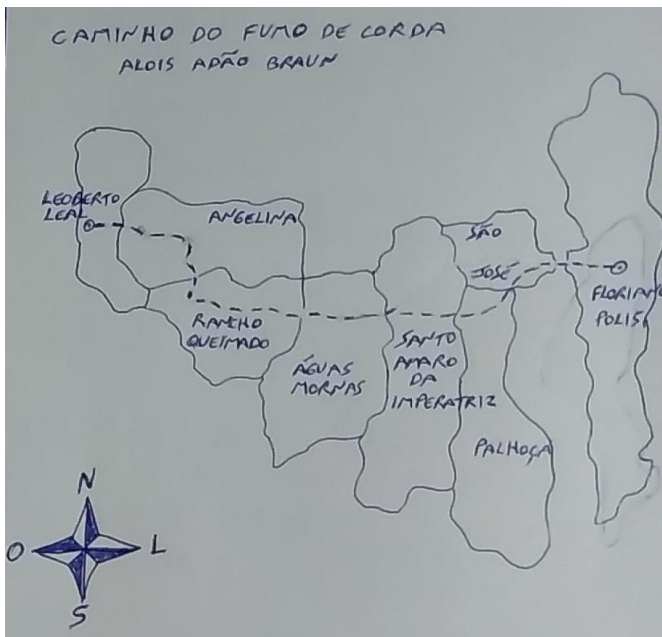 CAMINHO DO FUMO DE CORDA
ALOIS ADÃO BRAUN
LEOBERTO
LEAL
ANGELINA
SÃO
JOSÉ
FLORIANO
POLIS
RANCHO
QUEIMADO
ÁGUAS
MORNAS
SANTO
AMARO
DA
IMPERATRIZ
PALHOÇA
N
O
L
S